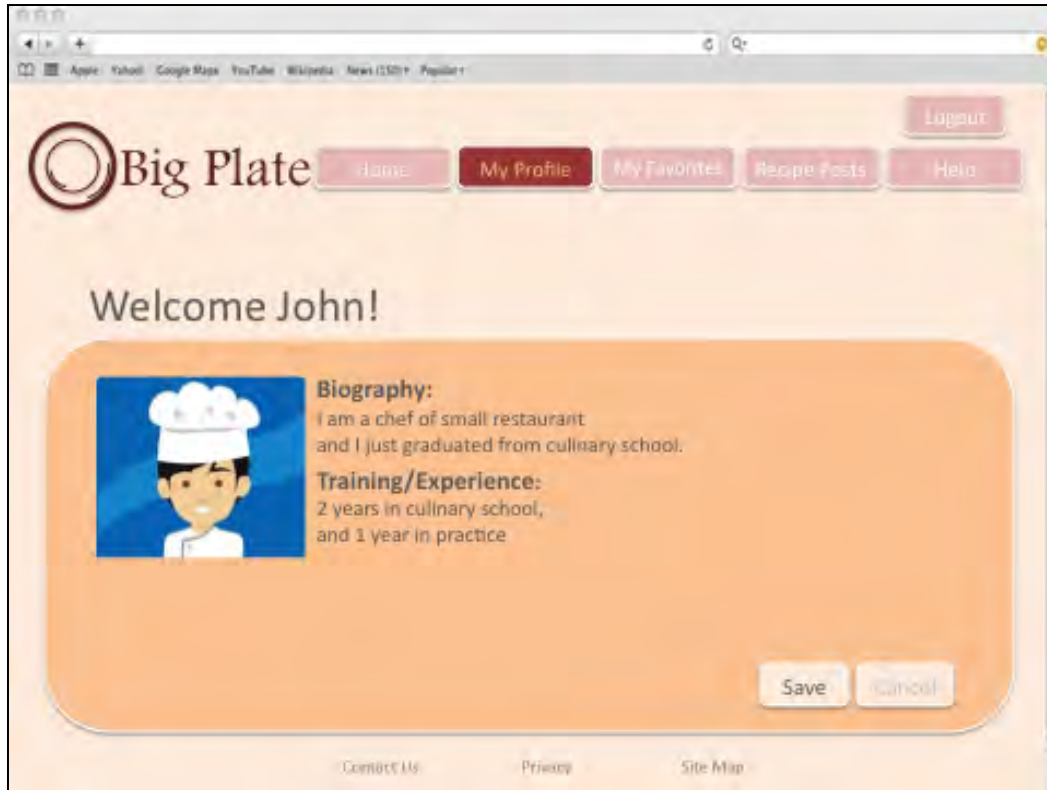 Apple Yahoo! Google Maps YouTube Wikipedia News (150) Popular
Logout
Big Plate
Home My Profile My Favorites Recipe Posts Help
Welcome John!
Biography:
I am a chef of small restaurant
and I just graduated from culinary school.
Training/Experience:
2 years in culinary school,
and 1 year in practice
Save Cancel
Contact Us Privacy Site Map